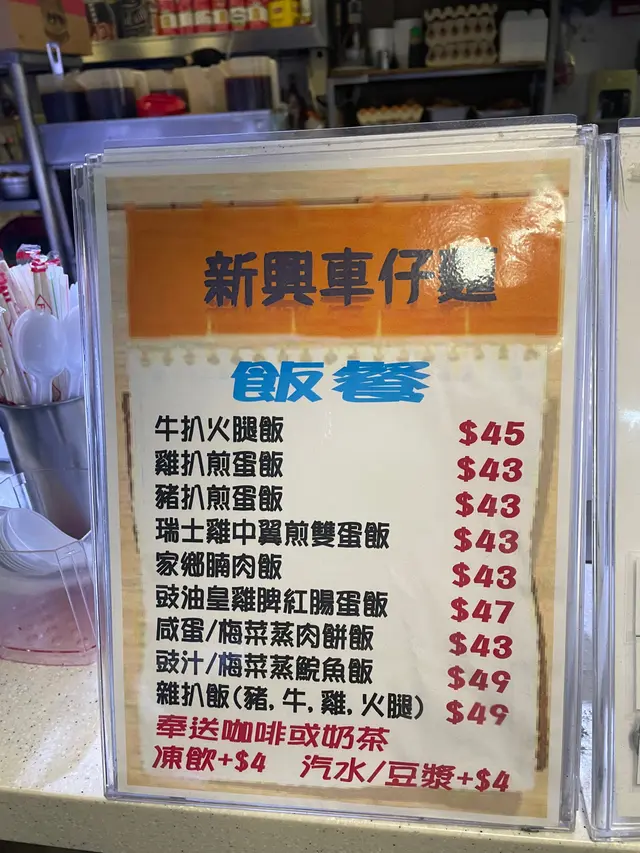 新興車仔麵
飯餐
牛扒火腿飯 $45
雞扒煎蛋飯 $43
豬扒煎蛋飯 $43
瑞士雞中翼煎雙蛋飯 $43
家鄉腩肉飯 $43
豉油皇雞脾紅腸蛋飯 $47
咸蛋/梅菜蒸肉餅飯 $43
豉汁/梅菜蒸鯇魚飯 $49
雜扒飯(豬,牛,雞,火腿) $49
奉送咖啡或奶茶
凍飲+$4 汽水/豆漿+$4